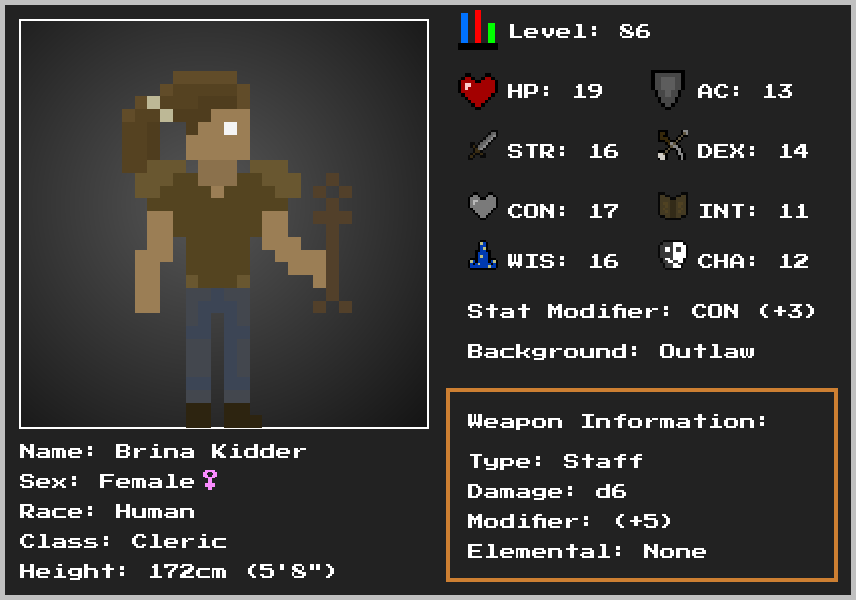 Level: 86
HP: 19
AC: 13
STR: 16
DEX: 14
CON: 17
INT: 11
WIS: 16
CHA: 12
Stat Modifier: CON (+3)
Background: Outlaw
Weapon Information:
Type: Staff
Damage: d6
Modifier: (+5)
Elemental: None
Name: Brina Kidder
Sex: Female♀
Race: Human
Class: Cleric
Height: 172cm (5'8")